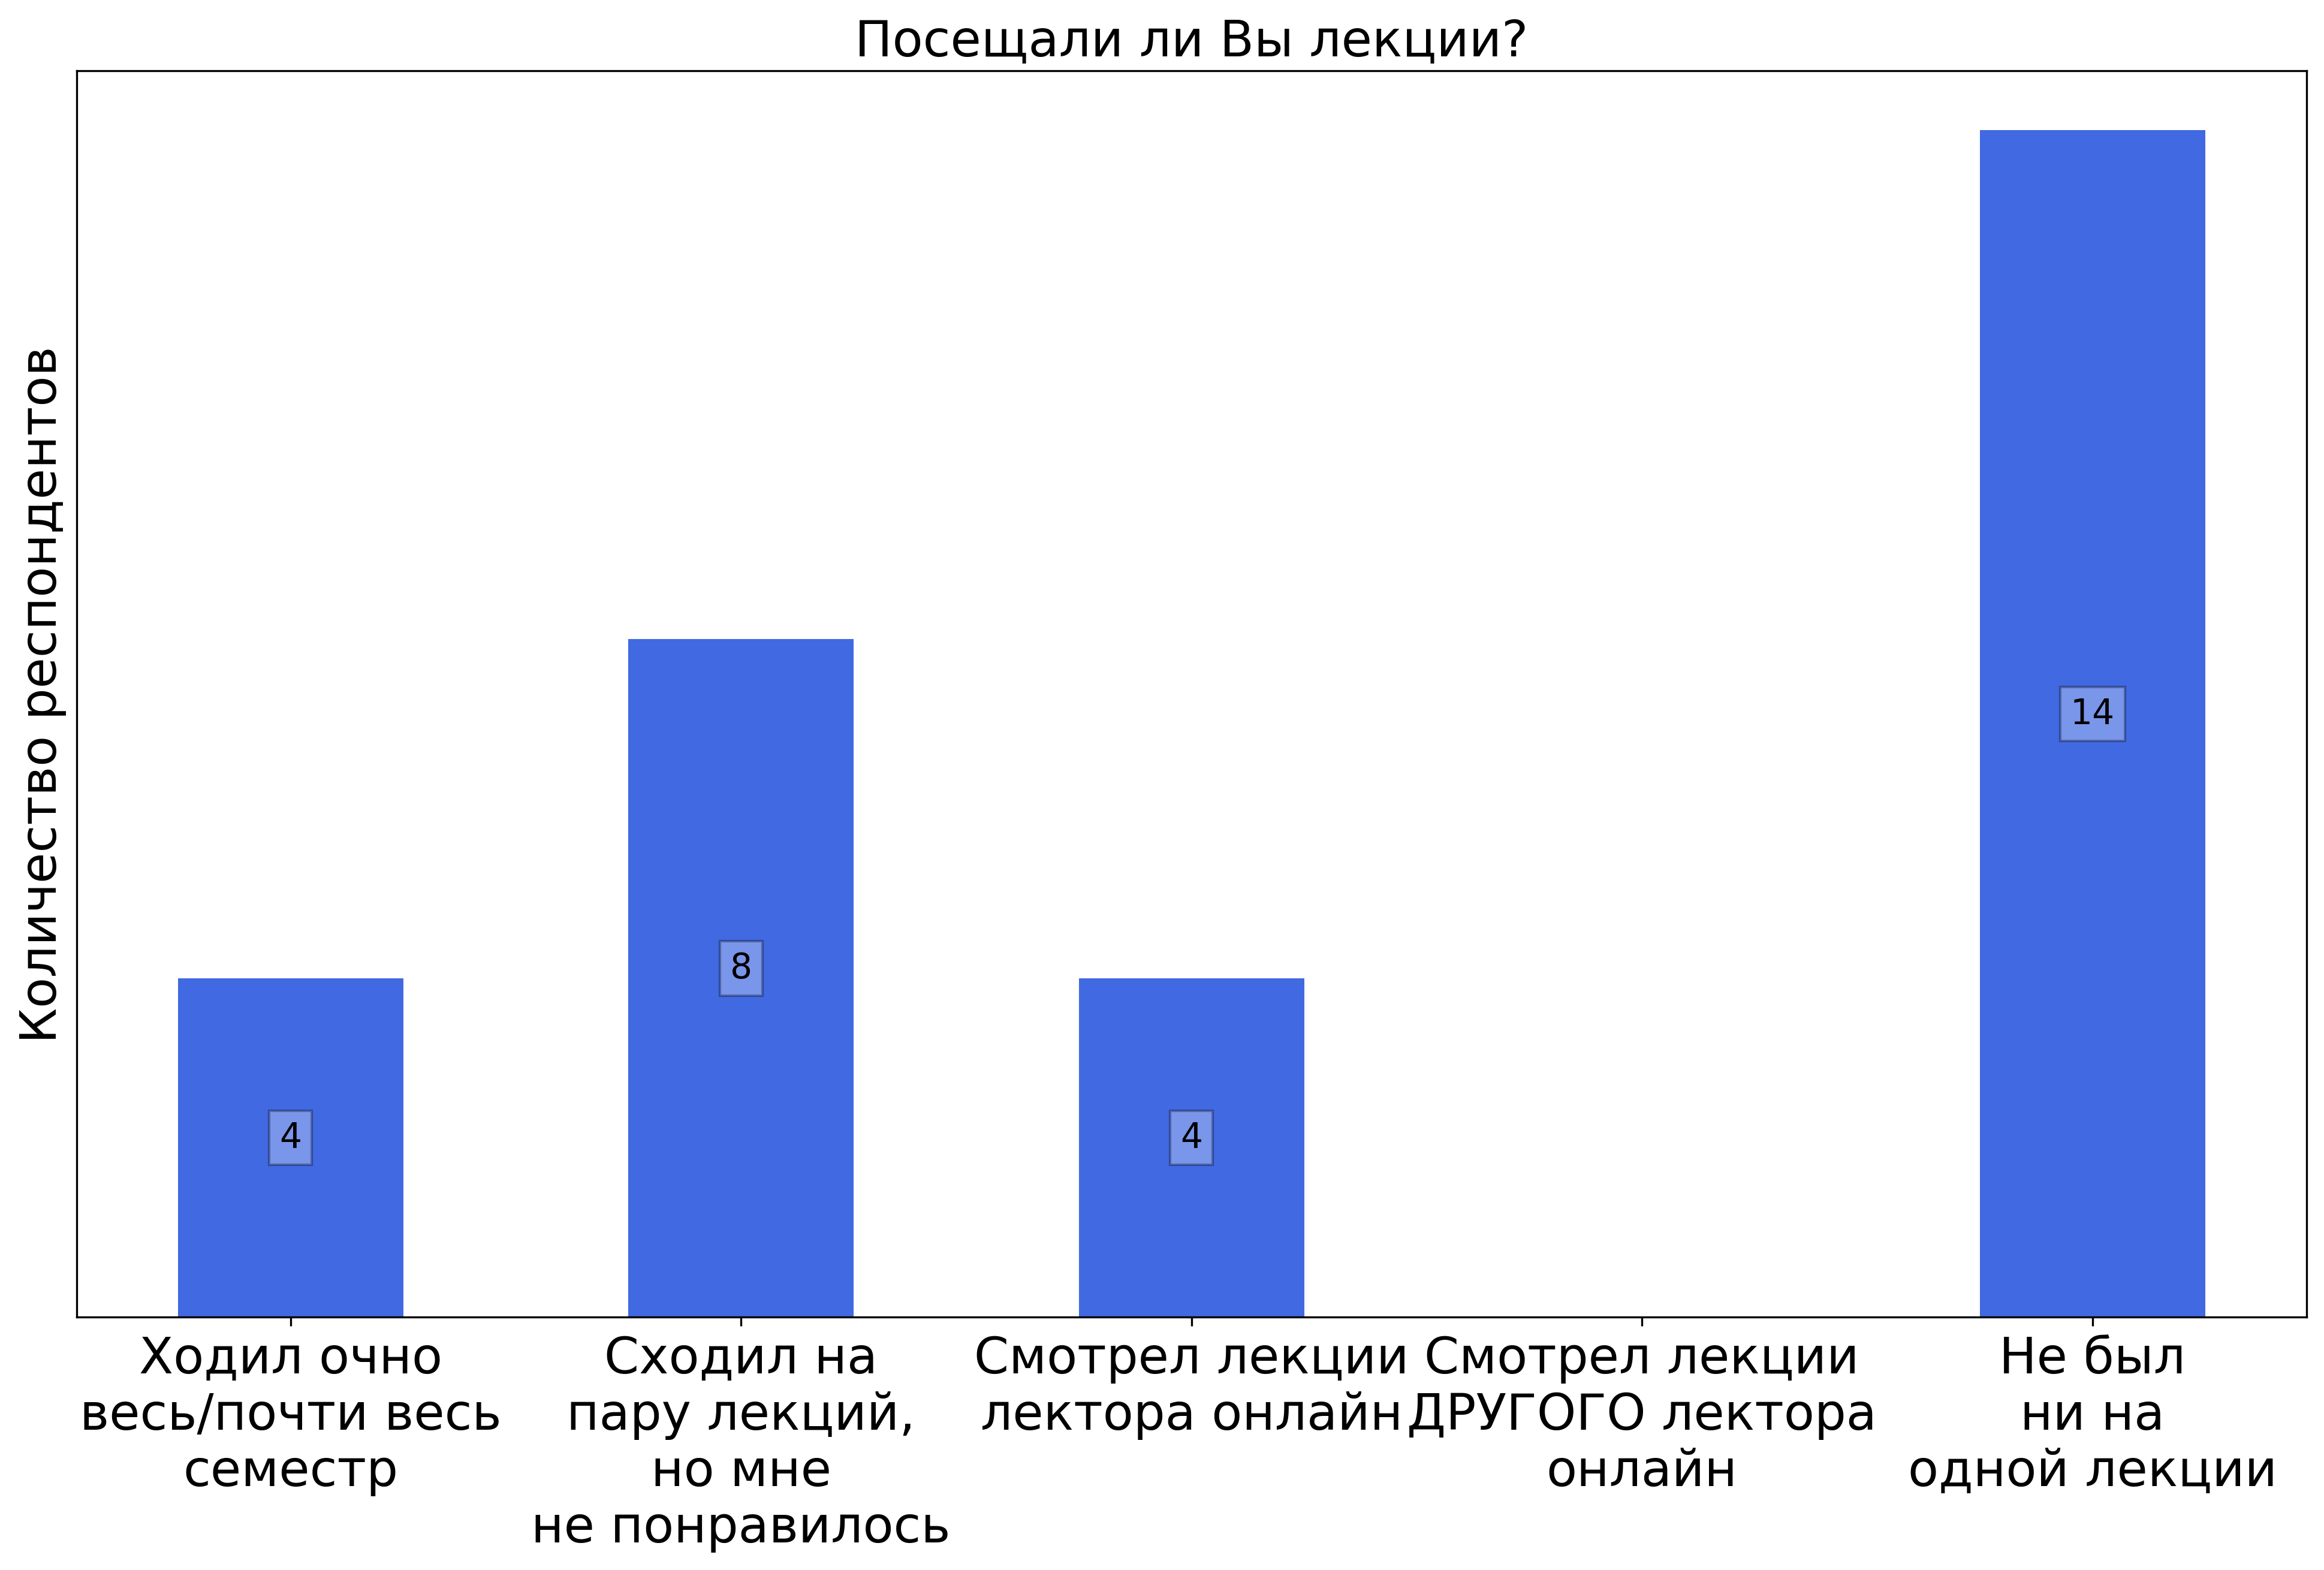 Посещали ли Вы лекции?
Количество респондентов
4
8
4
14
Ходил очно
весь/почти весь
семестр
Сходил на
пару лекций,
но мне
не понравилось
Смотрел лекции
лектора онлайн
Смотрел лекции
ДРУГОГО лектора
онлайн
Не был
ни на
одной лекции